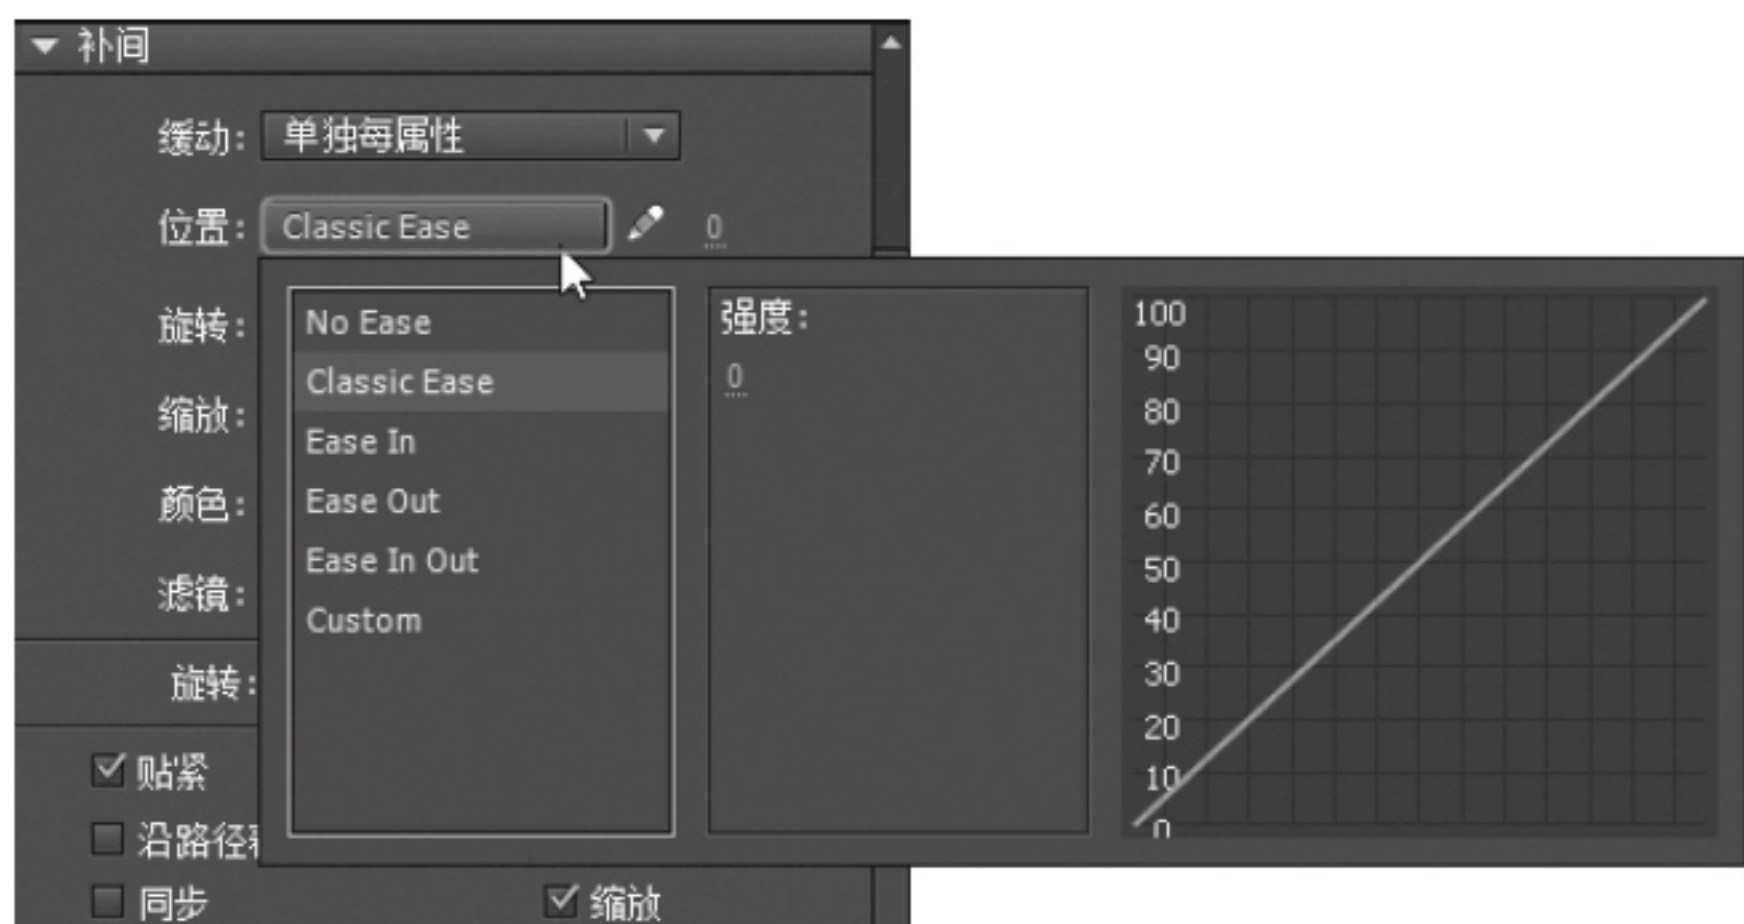 补间
缓动: 单独每属性
位置: Classic Ease 0
旋转:
缩放:
颜色:
滤镜:
旋转:
No Ease
Classic Ease
Ease In
Ease Out
Ease In Out
Custom
强度:
0
100
90
80
70
60
50
40
30
20
10
0
贴紧
沿路径
同步
缩放